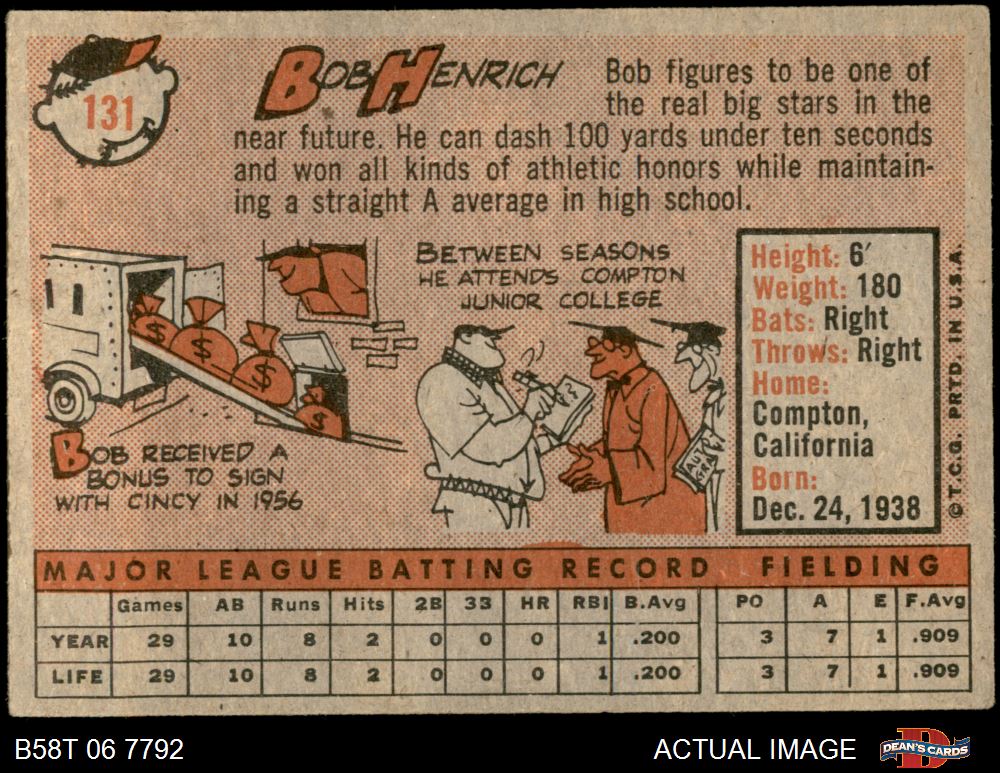 131
BOB HENRICH
Bob figures to be one of
the real big stars in the
near future. He can dash 100 yards under ten seconds
and won all kinds of athletic honors while maintain-
ing a straight A average in high school.
$
$
$
$
BOB RECEIVED A
BONUS TO SIGN
WITH CINCY IN 1956
BETWEEN SEASONS
HE ATTENDS COMPTON
JUNIOR COLLEGE
AUTO
GRA
Height: 6'
Weight: 180
Bats: Right
Throws: Right
Home:
Compton,
California
Born:
Dec. 24, 1938
© T.C.G. PRTD. IN U.S.A.
MAJOR LEAGUE BATTING RECORD FIELDING
Games AB Runs Hits 2B 3B HR RBI B.Avg PO A E F.Avg
YEAR 29 10 8 2 0 0 0 1 .200 3 7 1 .909
LIFE 29 10 8 2 0 0 0 1 .200 3 7 1 .909
B58T 06 7792 ACTUAL IMAGE DEAN'S CARDS